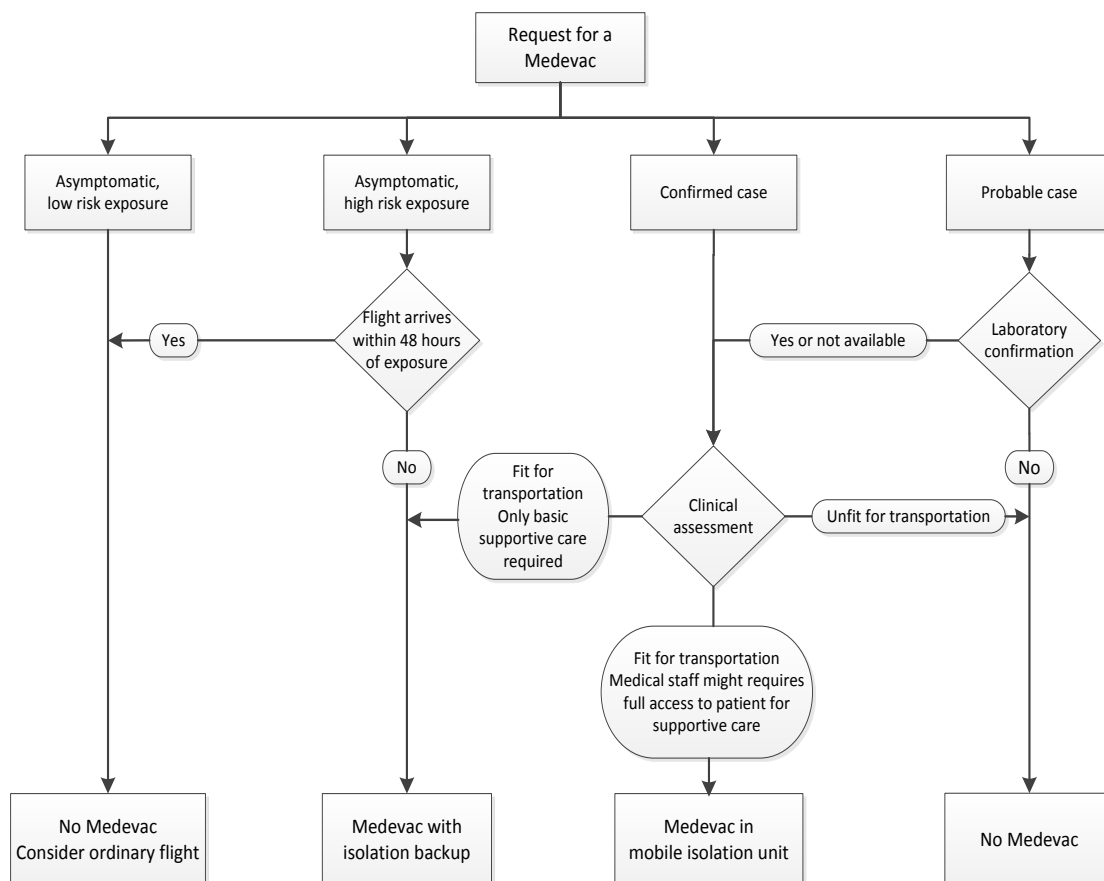 Request for a
Medevac
Asymptomatic,
low risk exposure
Asymptomatic,
high risk exposure
Confirmed case
Probable case
Flight arrives
within 48 hours
of exposure
Yes
Yes or not available
Laboratory
confirmation
No
Fit for
transportation
Only basic
supportive care
required
Clinical
assessment
Unfit for transportation
No
Fit for transportation
Medical staff might requires
full access to patient for
supportive care
No Medevac
Consider ordinary flight
Medevac with
isolation backup
Medevac in
mobile isolation unit
No Medevac